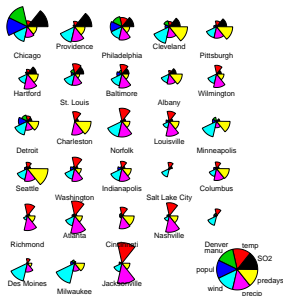 Chicago
Providence
Philadelphia
Cleveland
Pittsburgh
Hartford
St. Louis
Baltimore
Albany
Wilmington
Detroit
Charleston
Norfolk
Louisville
Minneapolis
Seattle
Washington
Indianapolis
Salt Lake City
Columbus
Richmond
Atlanta
Cincinnati
Nashville
Denver
Des Moines
Milwaukee
Jacksonville
manu
temp
SO2
popul
predays
wind
precip